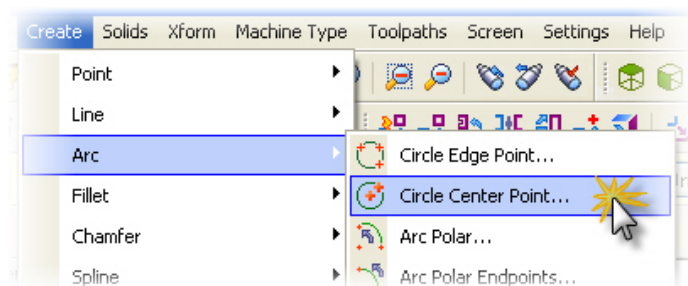 Create Solids Xform Machine Type Toolpaths Screen Settings Help
Point
Line
Arc
Circle Edge Point...
Fillet
Circle Center Point...
Chamfer
Arc Polar...
Spline
Arc Polar Endpoints...